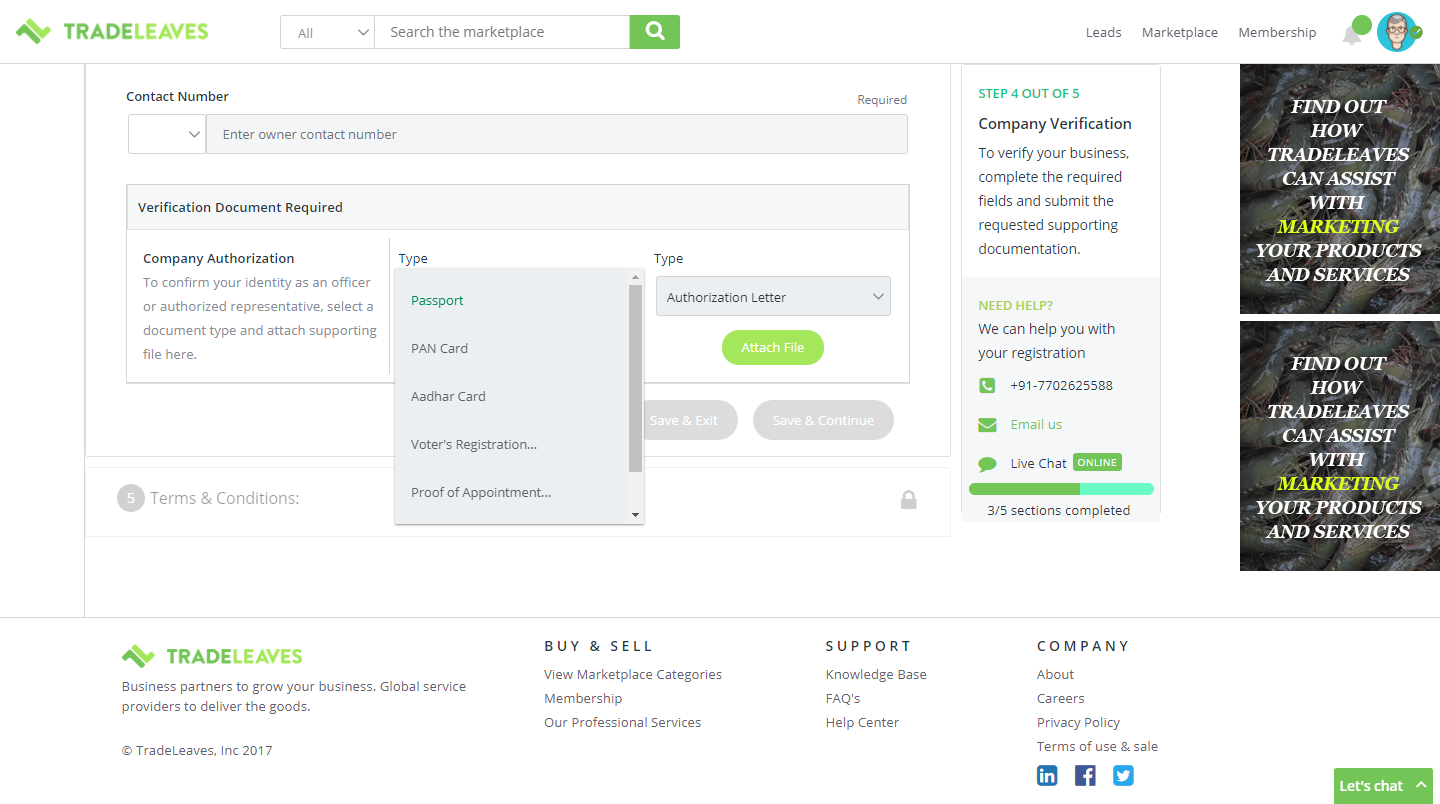 TRADELEAVES
All
Search the marketplace
Leads
Marketplace
Membership
Contact Number
Required
Enter owner contact number
Verification Document Required
Company Authorization
To confirm your identity as an officer
or authorized representative, select a
document type and attach supporting
file here.
Type
Passport
PAN Card
Aadhar Card
Voter's Registration...
Proof of Appointment...
Type
Authorization Letter
Attach File
Save & Exit
Save & Continue
5 Terms & Conditions:
STEP 4 OUT OF 5
Company Verification
To verify your business,
complete the required
fields and submit the
requested supporting
documentation.
NEED HELP?
We can help you with
your registration
+91-7702625588
Email us
Live Chat ONLINE
3/5 sections completed
FIND OUT
HOW
TRADELEAVES
CAN ASSIST
WITH
MARKETING
YOUR PRODUCTS
AND SERVICES
FIND OUT
HOW
TRADELEAVES
CAN ASSIST
WITH
MARKETING
YOUR PRODUCTS
AND SERVICES
TRADELEAVES
Business partners to grow your business. Global service
providers to deliver the goods.
© TradeLeaves, Inc 2017
BUY & SELL
View Marketplace Categories
Membership
Our Professional Services
SUPPORT
Knowledge Base
FAQ's
Help Center
COMPANY
About
Careers
Privacy Policy
Terms of use & sale
Let's chat